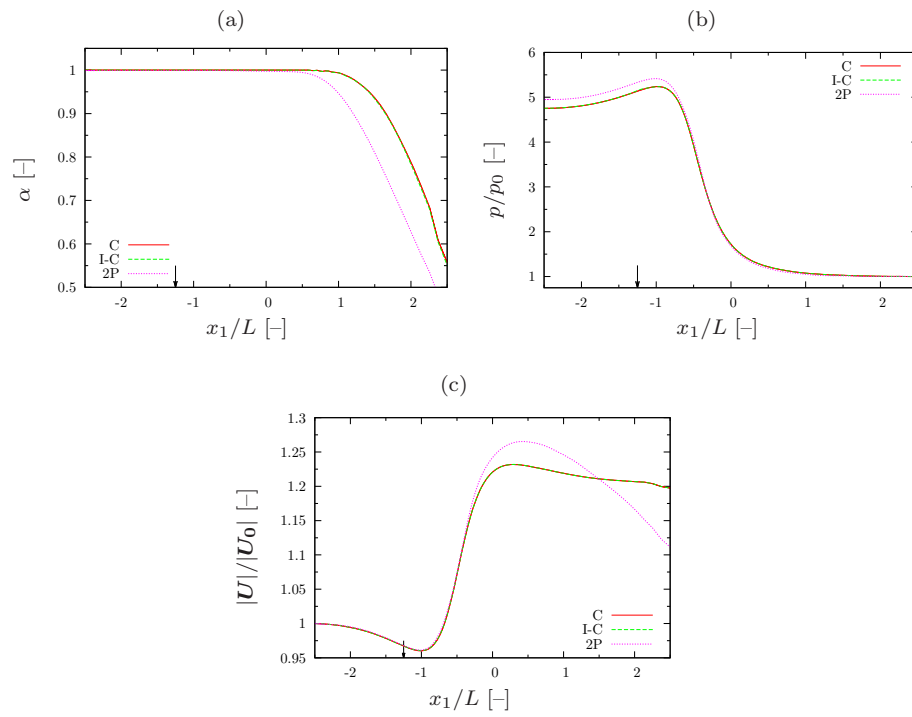 (a)
(b)
α [–]
1
0.9
0.8
0.7
0.6
0.5
C
I-C
2P
-2
-1
0
1
2
x₁/L [–]
p/p₀ [–]
6
5
4
3
2
1
C
I-C
2P
-2
-1
0
1
2
x₁/L [–]
(c)
|U|/|U₀| [–]
1.3
1.25
1.2
1.15
1.1
1.05
1
0.95
C
I-C
2P
-2
-1
0
1
2
x₁/L [–]